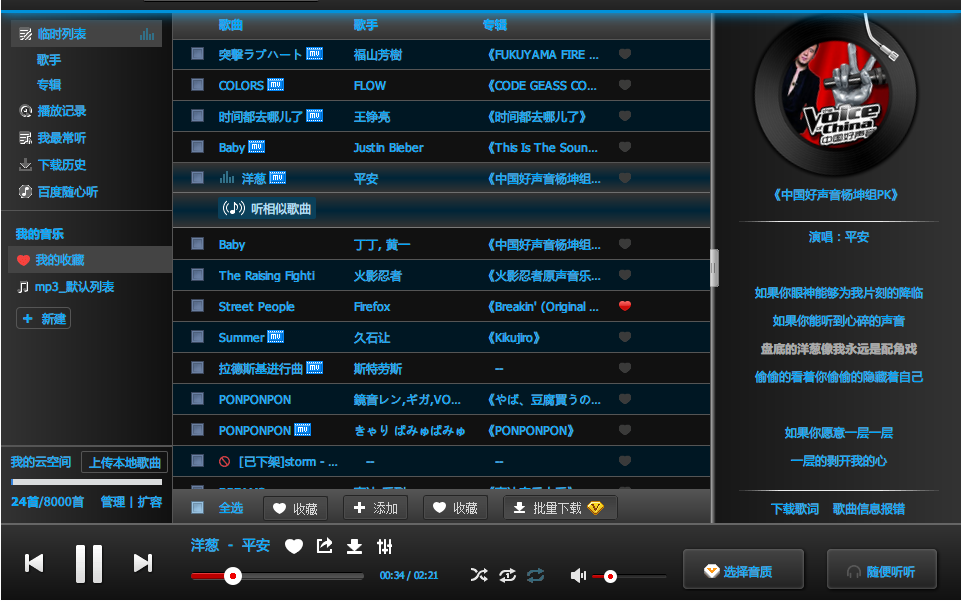 临时列表
歌手
专辑
播放记录
我最常听
下载历史
百度随心听
我的音乐
我的收藏
mp3_默认列表
+ 新建
我的云空间 上传本地歌曲
24首/8000首 管理 | 扩容
歌曲 歌手 专辑
突撃ラブハート mv 福山芳樹 《FUKUYAMA FIRE ...
COLORS mv FLOW 《CODE GEASS CO...
时间都去哪儿了 mv 王铮亮 《时间都去哪儿了》
Baby mv Justin Bieber 《This Is The Soun...
洋葱 mv 平安 《中国好声音杨坤组...
听相似歌曲
Baby 丁丁, 黄一 《中国好声音杨坤组...
The Raising Fighti 火影忍者 《火影忍者原声音乐...
Street People Firefox 《Breakin' (Original ...
Summer mv 久石让 《Kikujiro》
拉德斯基进行曲 mv 斯特劳斯 --
PONPONPON 鏡音レン,ギガ,VO... 《やば、豆腐買うの...
PONPONPON mv きゃりーぱみゅぱみゅ 《PONPONPON》
[已下架]storm - ... -- --
全选 收藏 + 添加 收藏 批量下载
The Voice of China
中国好声音
《中国好声音杨坤组PK》
演唱：平安
如果你眼神能够为我片刻的降临
如果你能听到心碎的声音
盘底的洋葱像我永远是配角戏
偷偷的看着你偷偷的隐藏着自己
如果你愿意一层一层
一层的剥开我的心
下载歌词 歌曲信息报错
洋葱 - 平安
00:34 / 02:21
选择音质 随便听听